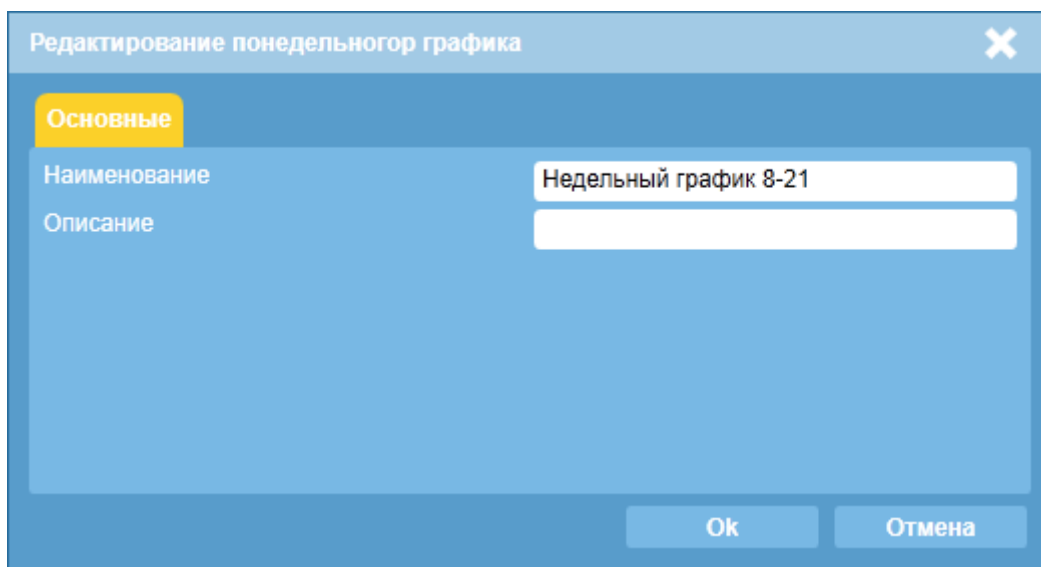 Редактирование понедельногор графика
Основные
Наименование
Недельный график 8-21
Описание
Ok
Отмена